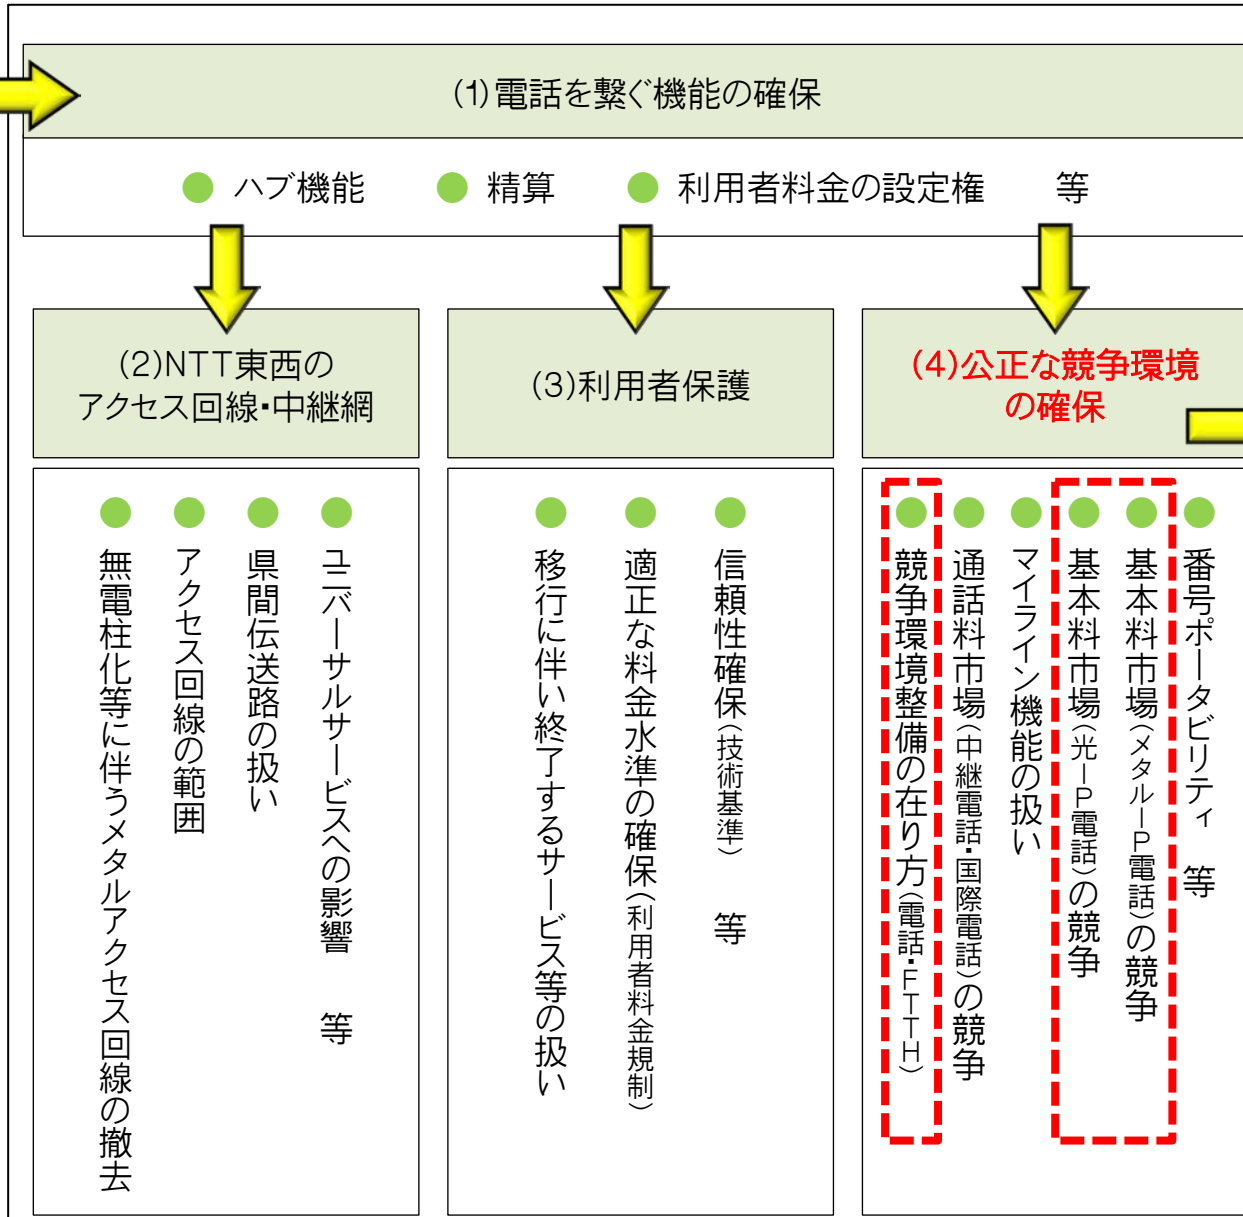 (1)電話を繋ぐ機能の確保
● ハブ機能 ● 精算 ● 利用者料金の設定権 等
(2)NTT東西の
アクセス回線・中継網
ユニバーサルサービスへの影響 等
県間伝送路の扱い
アクセス回線の範囲
無電柱化等に伴うメタルアクセス回線の撤去
(3)利用者保護
信頼性確保(技術基準) 等
適正な料金水準の確保(利用者料金規制)
移行に伴い終了するサービス等の扱い
(4)公正な競争環境
の確保
番号ポータビリティ 等
基本料市場(メタルIP電話)の競争
基本料市場(光IP電話)の競争
マイライン機能の扱い
通話料市場(中継電話・国際電話)の競争
競争環境整備の在り方(電話・FTTH)